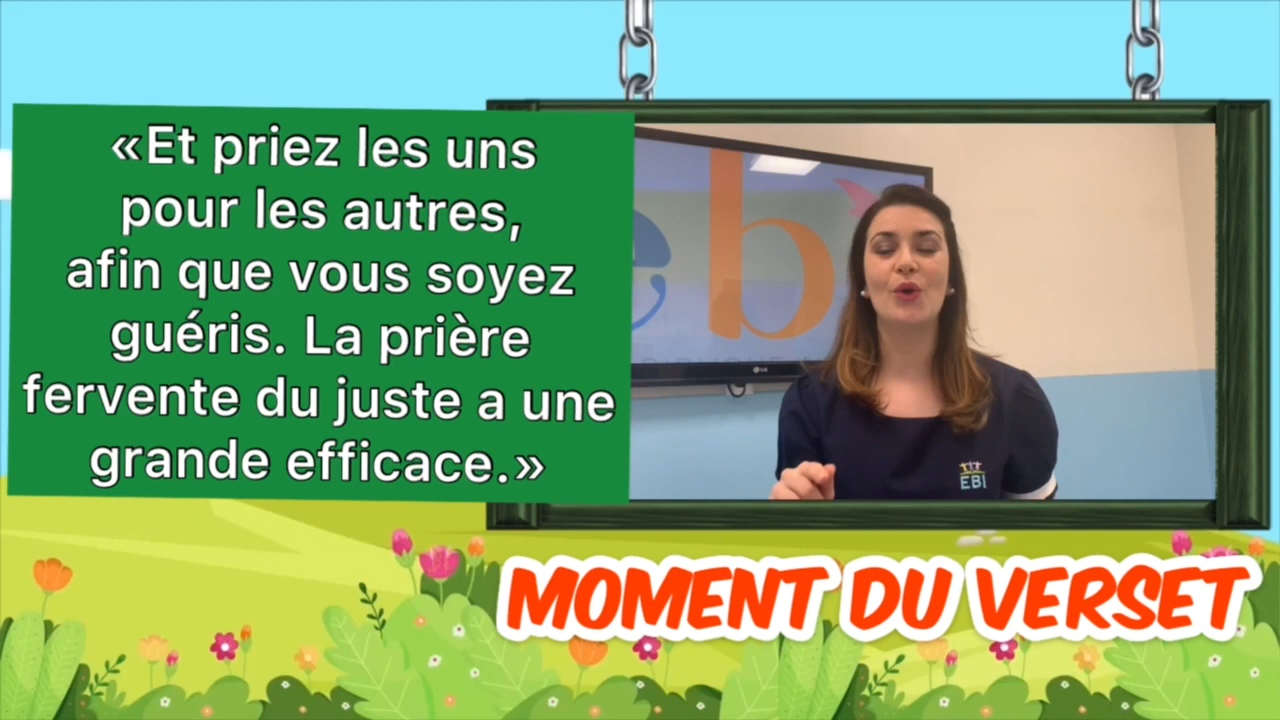 «Et priez les uns
pour les autres,
afin que vous soyez
guéris. La prière
fervente du juste a une
grande efficace.»
eb
LG
EBI
MOMENT DU VERSET